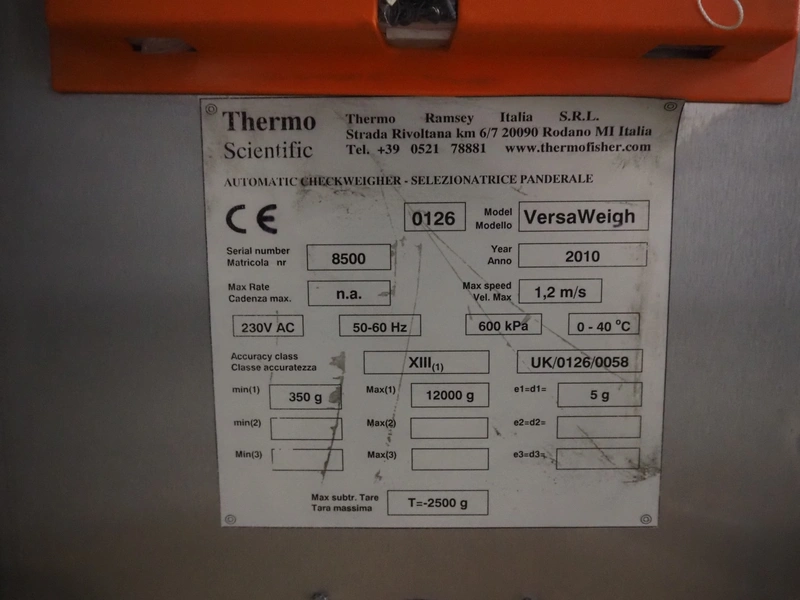 Thermo
Scientific
Thermo Ramsey Italia S.R.L.
Strada Rivoltana km 6/7 20090 Rodano MI Italia
Tel. +39 0521 78881 www.thermofisher.com
AUTOMATIC CHECKWEIGHER - SELEZIONATRICE PANDERALE
CE 0126 Model Modello VersaWeigh
Serial number Matricola nr 8500 Year Anno 2010
Max Rate Cadenza max. n.a. Max speed Vel. Max 1,2 m/s
230V AC 50-60 Hz 600 kPa 0 - 40 °C
Accuracy class Classe accuratezza XIII(1) UK/0126/0058
min(1) 350 g Max(1) 12000 g e1=d1= 5 g
min(2) Max(2) e2=d2=
Min(3) Max(3) e3=d3=
Max subtr. Tare Tara massima T=-2500 g